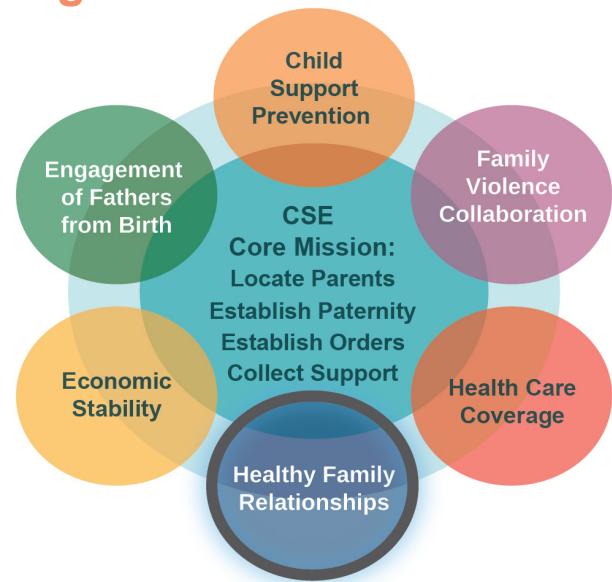 Child
Support
Prevention
Engagement
of Fathers
from Birth
Family
Violence
Collaboration
CSE
Core Mission:
Locate Parents
Establish Paternity
Establish Orders
Collect Support
Economic
Stability
Health Care
Coverage
Healthy Family
Relationships